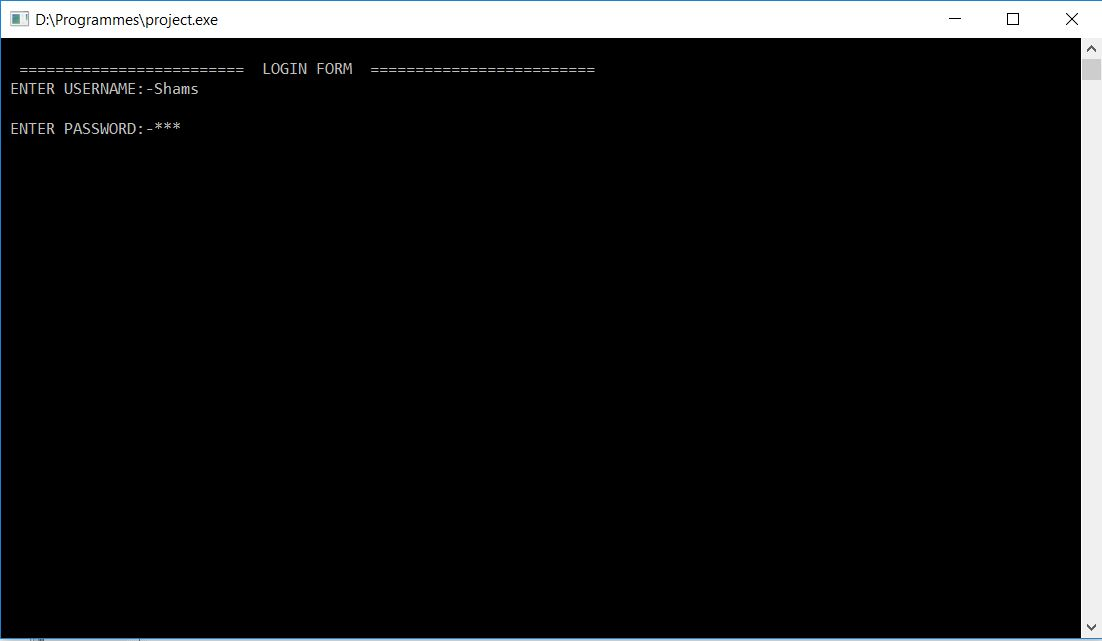 D:\Programmes\project.exe
=========================  LOGIN FORM  =========================
ENTER USERNAME:-Shams
ENTER PASSWORD:-***